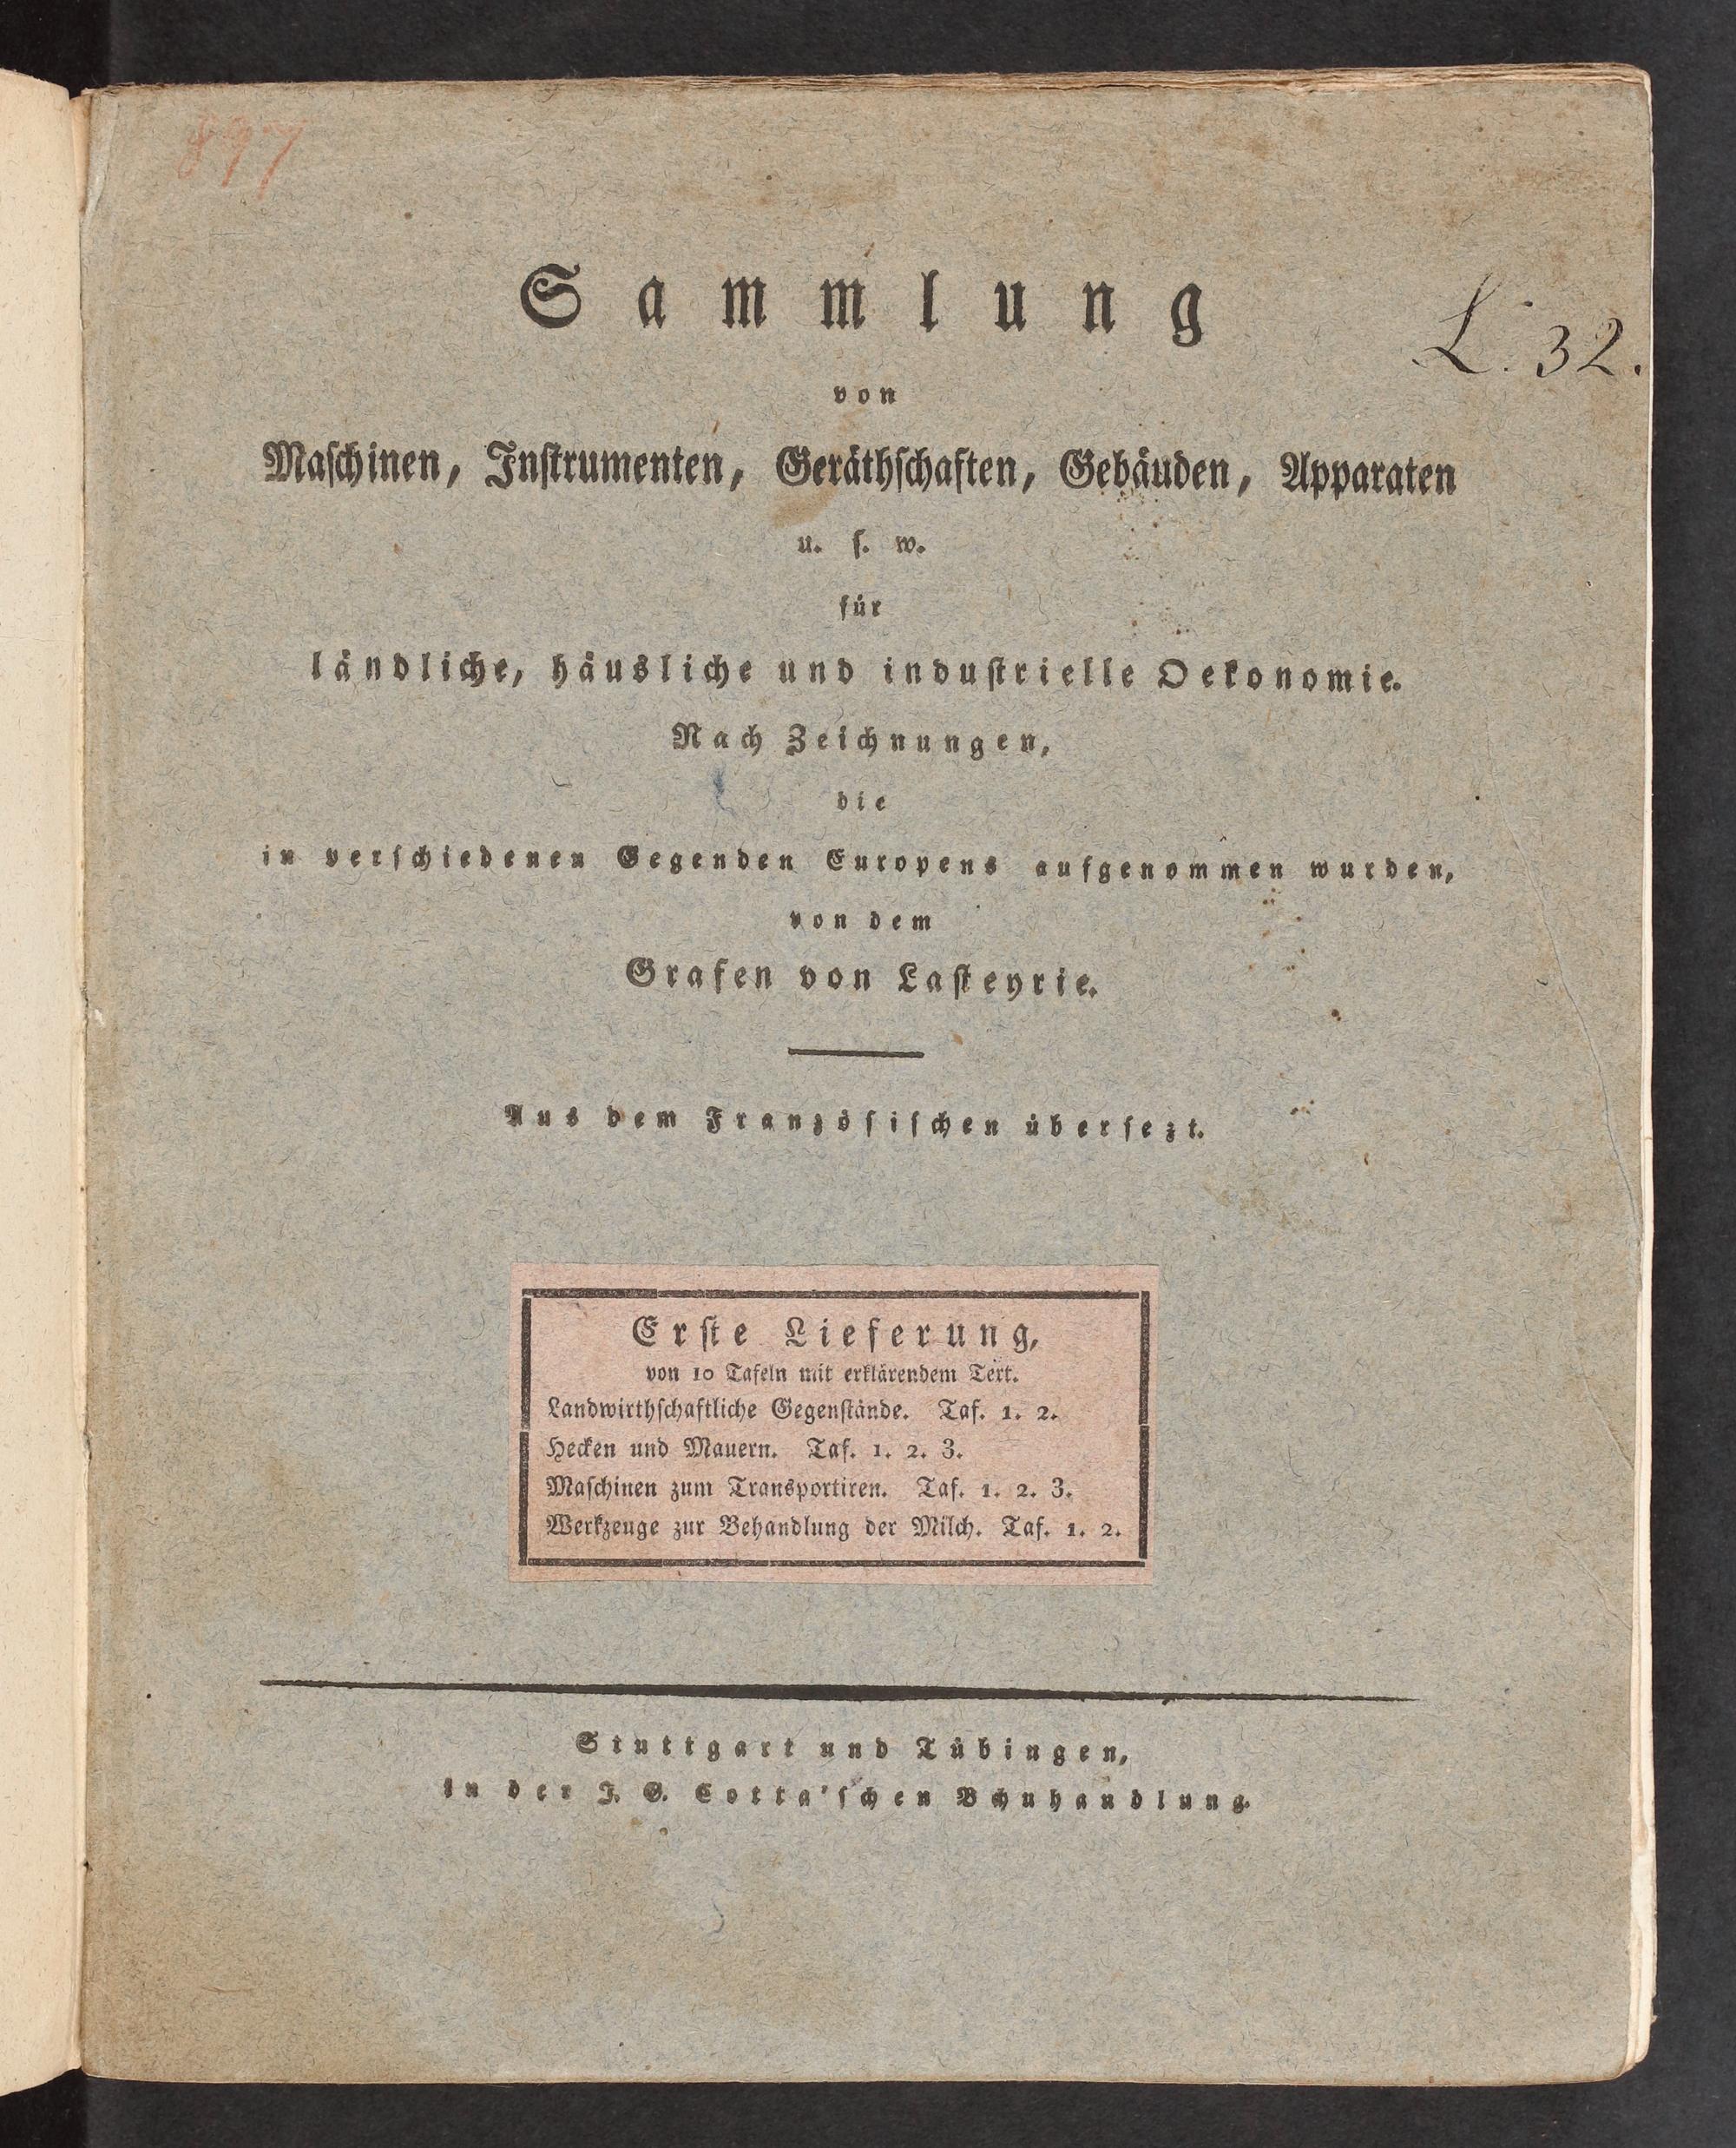 897
Sammlung
L. 32.
von
Maſchinen, Inſtrumenten, Geräthſchaften, Gebäuden, Apparaten
u. ſ. w.
für
ländliche, häusliche und induſtrielle Oekonomie.
Nach Zeichnungen,
die
in verſchiedenen Gegenden Europens aufgenommen wurden,
von dem
Grafen von Laſteyrie.
Aus dem Franzöſiſchen überſezt.
Erſte Lieferung,
von 10 Tafeln mit erklärendem Text.
Landwirthſchaftliche Gegenſtände. Taf. 1. 2.
Hecken und Mauern. Taf. 1. 2. 3.
Maſchinen zum Transportiren. Taf. 1. 2. 3.
Werkzeuge zur Behandlung der Milch. Taf. 1. 2.
Stuttgart und Tübingen,
in der J. G. Cotta'ſchen Bchuhandlung.